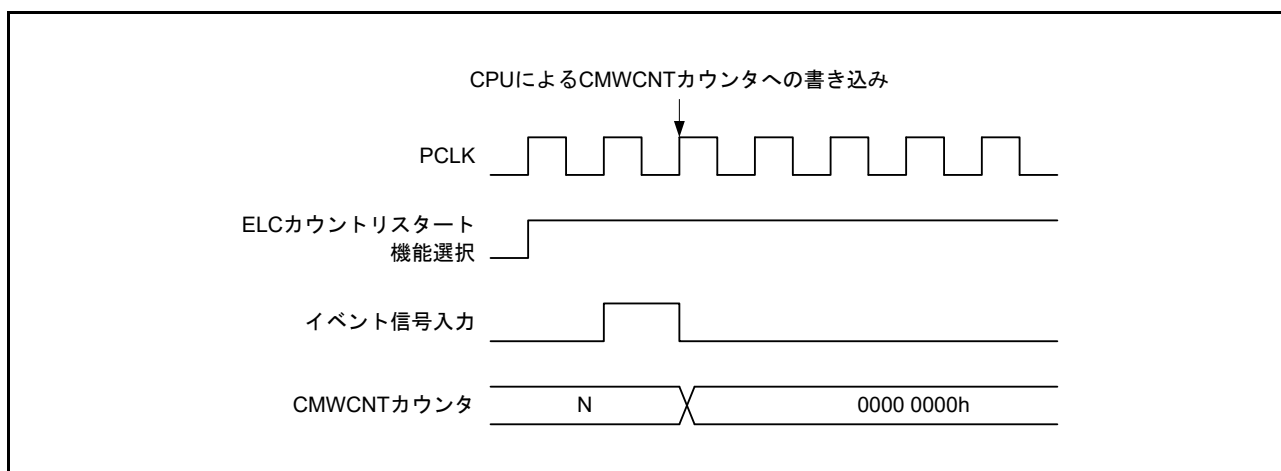 CPUによるCMWCNTカウンタへの書き込み
PCLK
ELCカウントリスタート
機能選択
イベント信号入力
CMWCNTカウンタ
N
0000 0000h